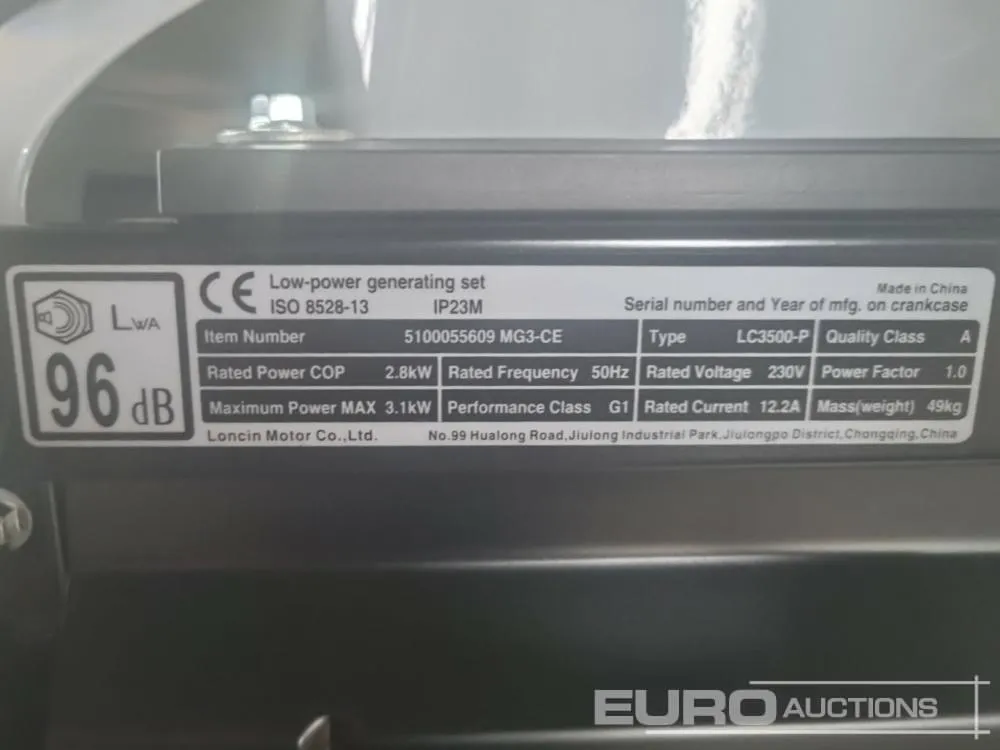 LWA
96 dB
CE
Low-power generating set
ISO 8528-13 IP23M
Made in China
Serial number and Year of mfg. on crankcase
Item Number 5100055609 MG3-CE Type LC3500-P Quality Class A
Rated Power COP 2.8kW Rated Frequency 50Hz Rated Voltage 230V Power Factor 1.0
Maximum Power MAX 3.1kW Performance Class G1 Rated Current 12.2A Mass(weight) 49kg
Loncin Motor Co.,Ltd. No.99 Hualong Road,Jiulong Industrial Park,Jiulongpo District,Chongqing,China
EURO AUCTIONS